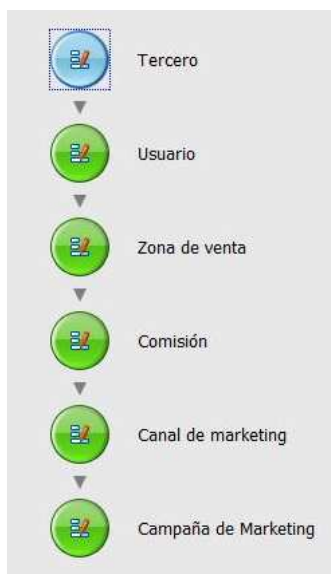 Tercero
Usuario
Zona de venta
Comisión
Canal de marketing
Campaña de Marketing